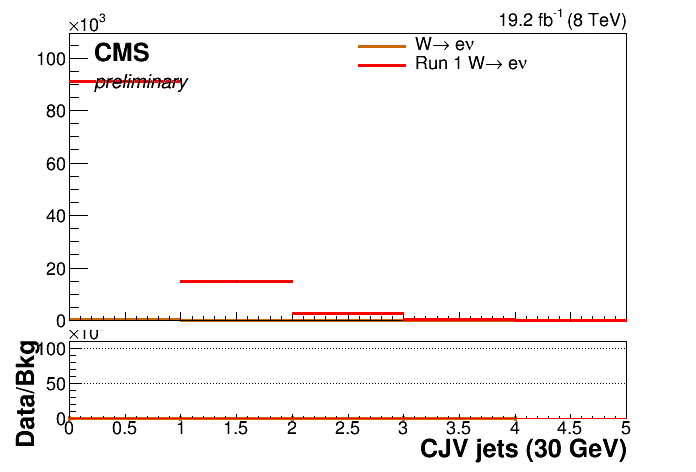 ×10³
19.2 fb⁻¹ (8 TeV)
CMS
preliminary
W→ eν
Run 1 W→ eν
100
80
60
40
20
0
Data/Bkg
100
50
0
0 0.5 1 1.5 2 2.5 3 3.5 4 4.5 5
CJV jets (30 GeV)